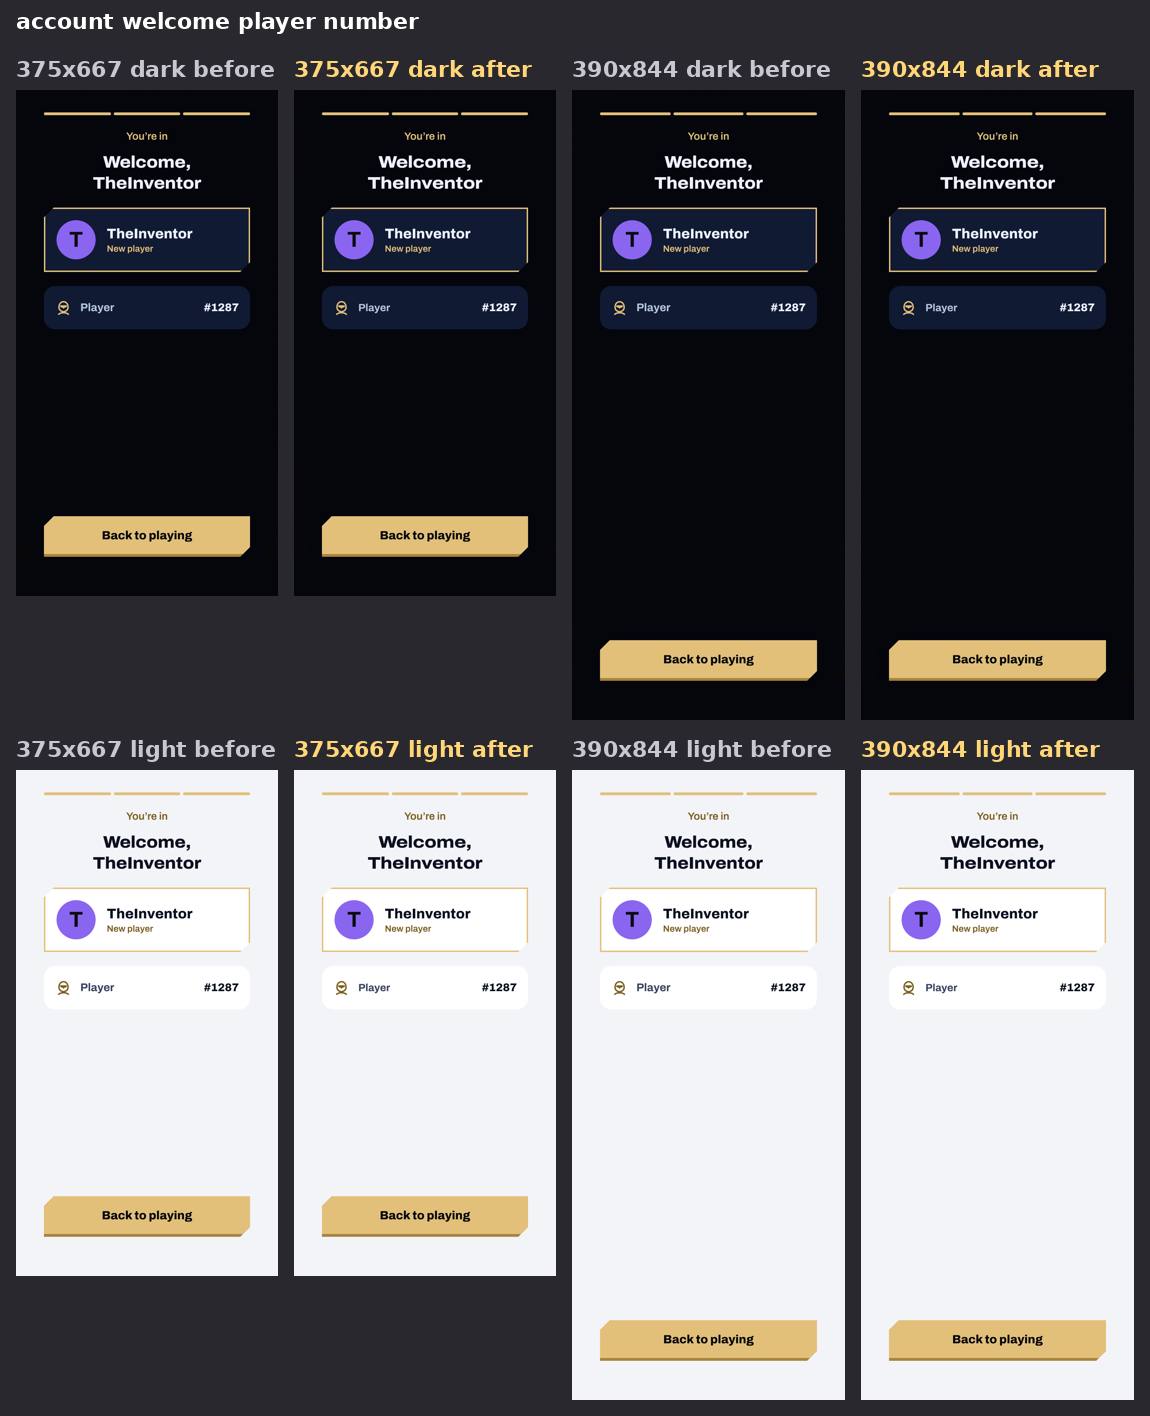 account welcome player number
375x667 dark before
You're in
Welcome,
TheInventor
T
TheInventor
New player
Player
#1287
Back to playing
375x667 dark after
You're in
Welcome,
TheInventor
T
TheInventor
New player
Player
#1287
Back to playing
390x844 dark before
You're in
Welcome,
TheInventor
T
TheInventor
New player
Player
#1287
Back to playing
390x844 dark after
You're in
Welcome,
TheInventor
T
TheInventor
New player
Player
#1287
Back to playing
375x667 light before
You're in
Welcome,
TheInventor
T
TheInventor
New player
Player
#1287
Back to playing
375x667 light after
You're in
Welcome,
TheInventor
T
TheInventor
New player
Player
#1287
Back to playing
390x844 light before
You're in
Welcome,
TheInventor
T
TheInventor
New player
Player
#1287
Back to playing
390x844 light after
You're in
Welcome,
TheInventor
T
TheInventor
New player
Player
#1287
Back to playing